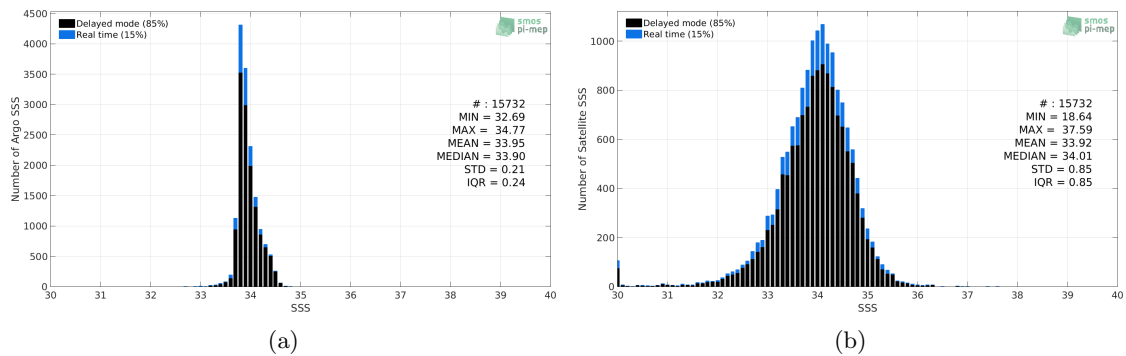 Delayed mode (85%)
Real time (15%)
smos
pi-mep
4500
4000
3500
3000
2500
2000
1500
1000
500
0
Number of Argo SSS
# : 15732
MIN = 32.69
MAX = 34.77
MEAN = 33.95
MEDIAN = 33.90
STD = 0.21
IQR = 0.24
30 31 32 33 34 35 36 37 38 39 40
SSS
(a)
Delayed mode (85%)
Real time (15%)
smos
pi-mep
1000
800
600
400
200
0
Number of Satellite SSS
# : 15732
MIN = 18.64
MAX = 37.59
MEAN = 33.92
MEDIAN = 34.01
STD = 0.85
IQR = 0.85
30 31 32 33 34 35 36 37 38 39 40
SSS
(b)